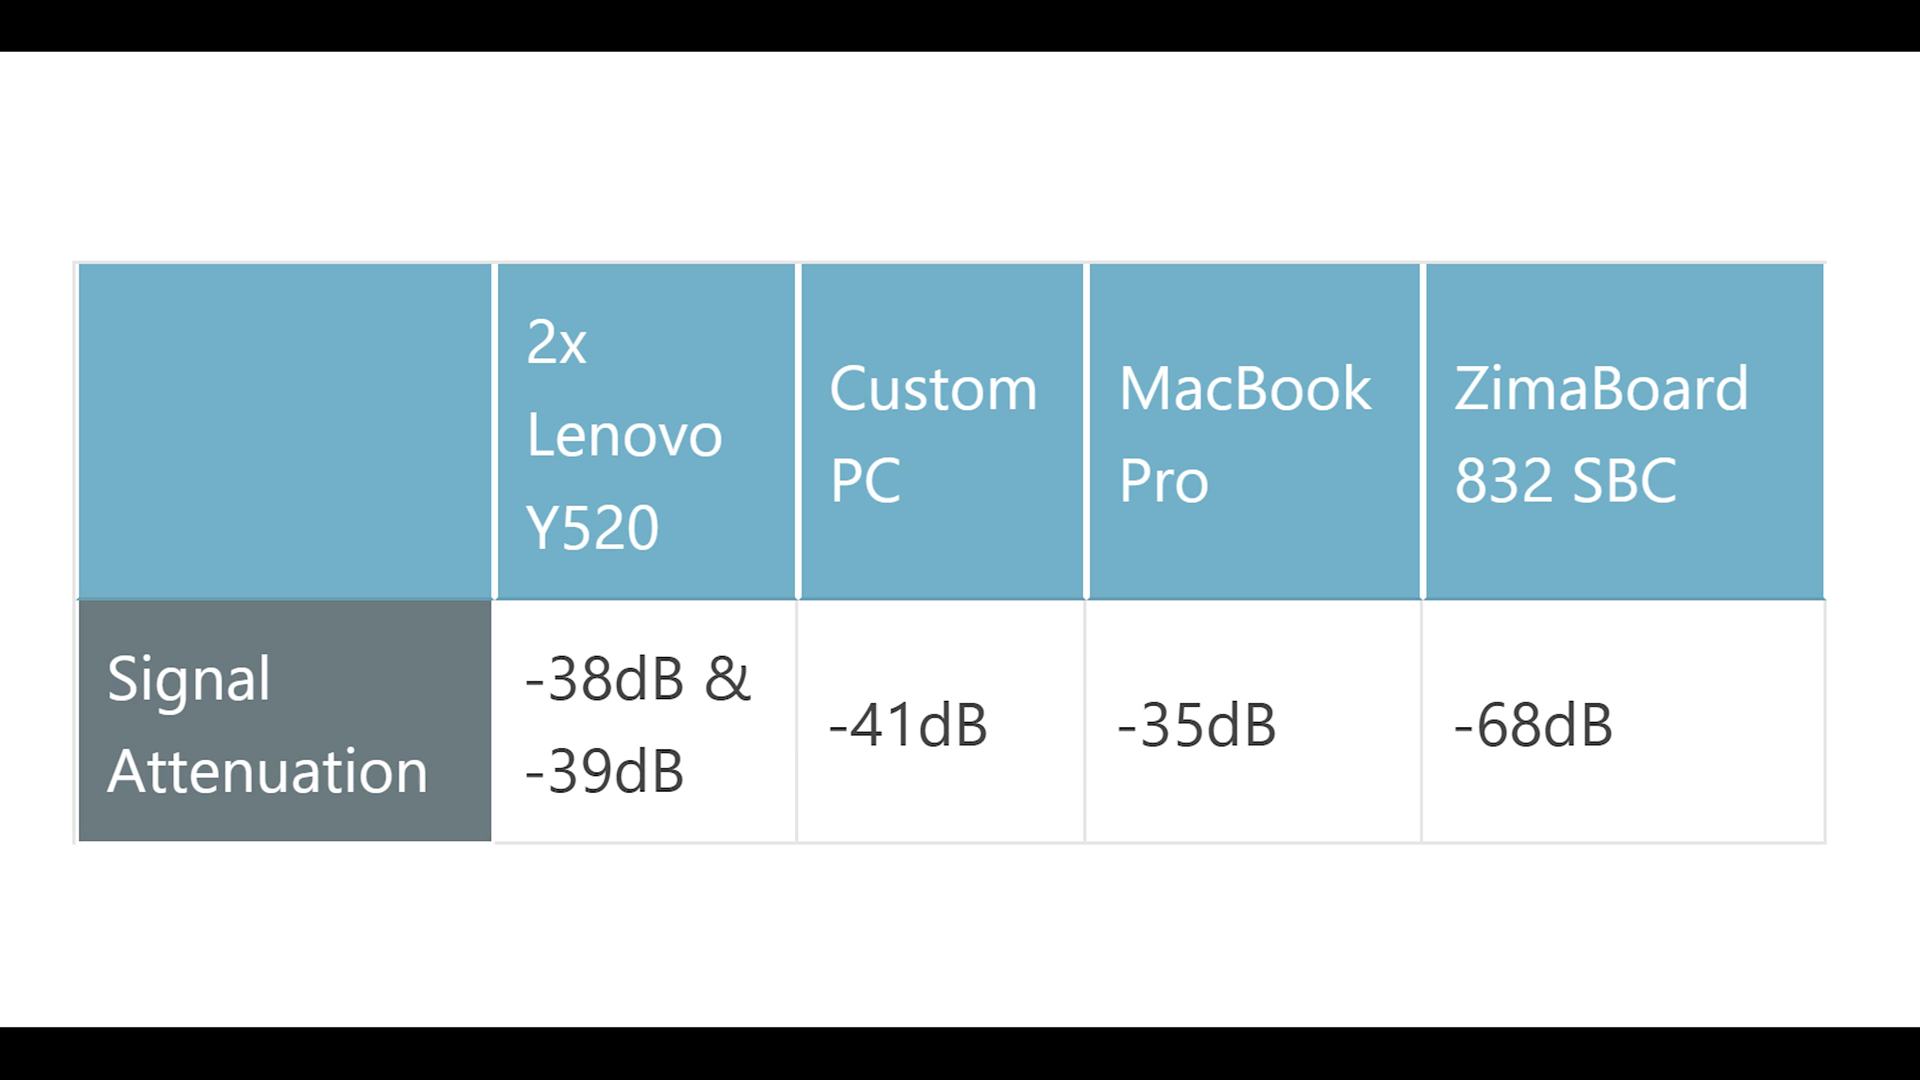 2x
Lenovo
Y520
Custom
PC
MacBook
Pro
ZimaBoard
832 SBC
Signal
Attenuation
-38dB &
-39dB
-41dB
-35dB
-68dB